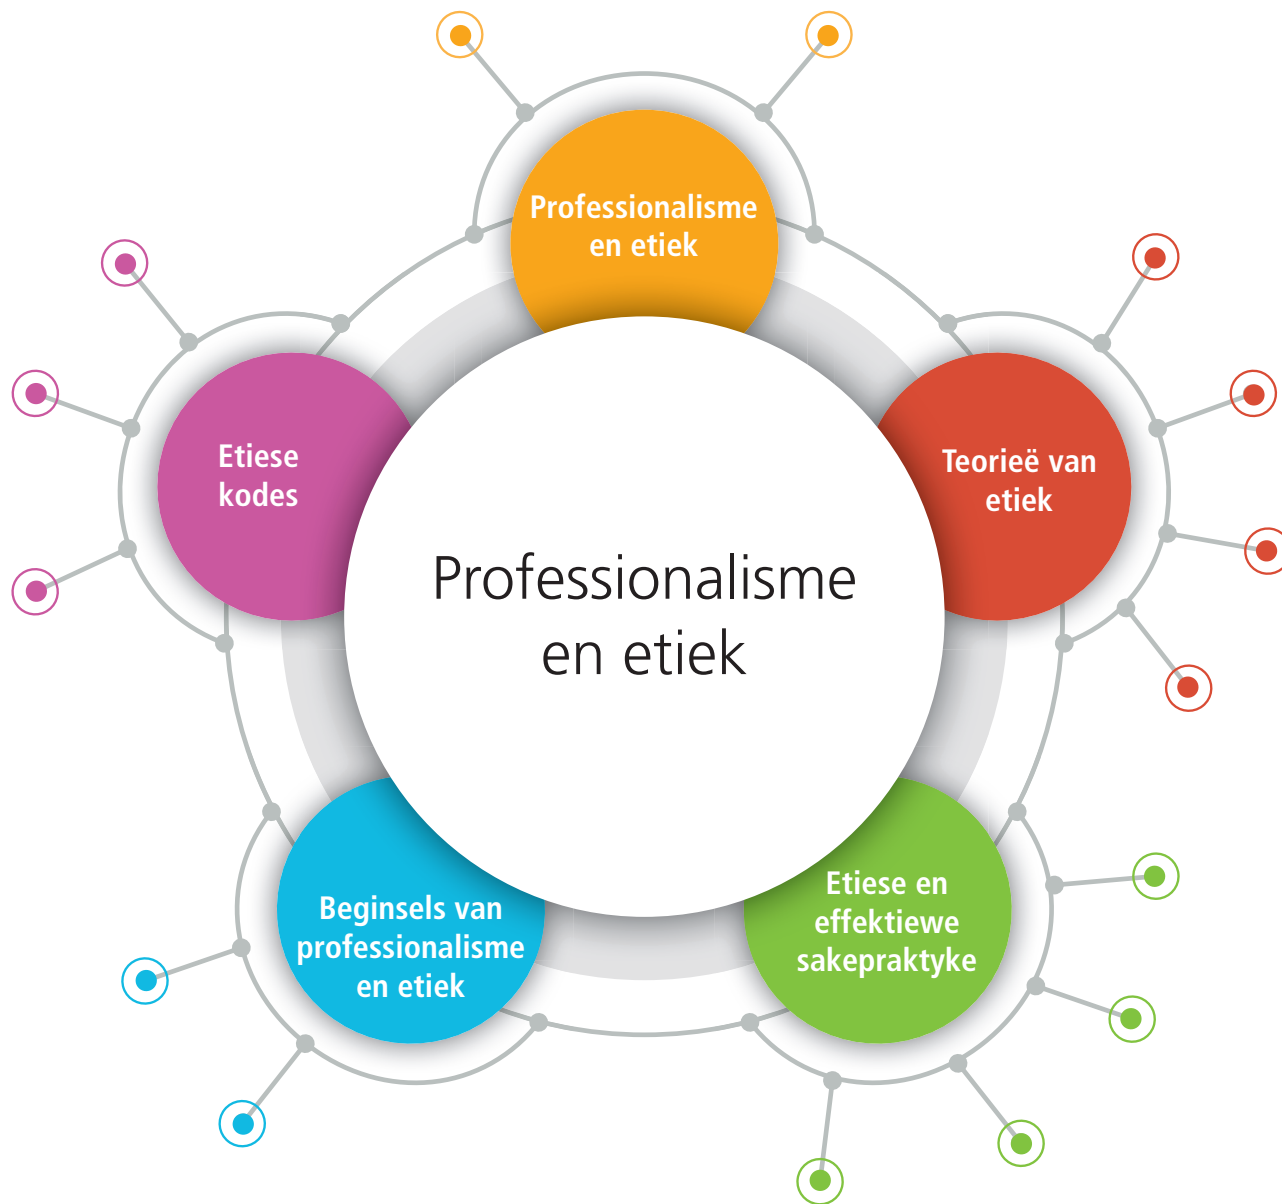 Professionalisme
en etiek
Etiese
kodes
Teorieë van
etiek
Professionalisme
en etiek
Beginsels van
professionalisme
en etiek
Etiese en
effektiewe
sakepraktyke